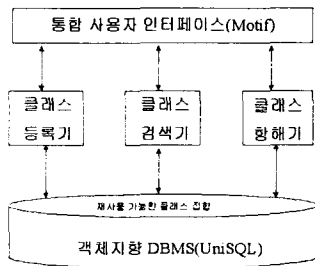 통합 사용자 인터페이스(Motif)
클래스 등록기
클래스 검색기
클래스 항해기
재사용 가능한 클래스 집합
객체지향 DBMS(UniSQL)